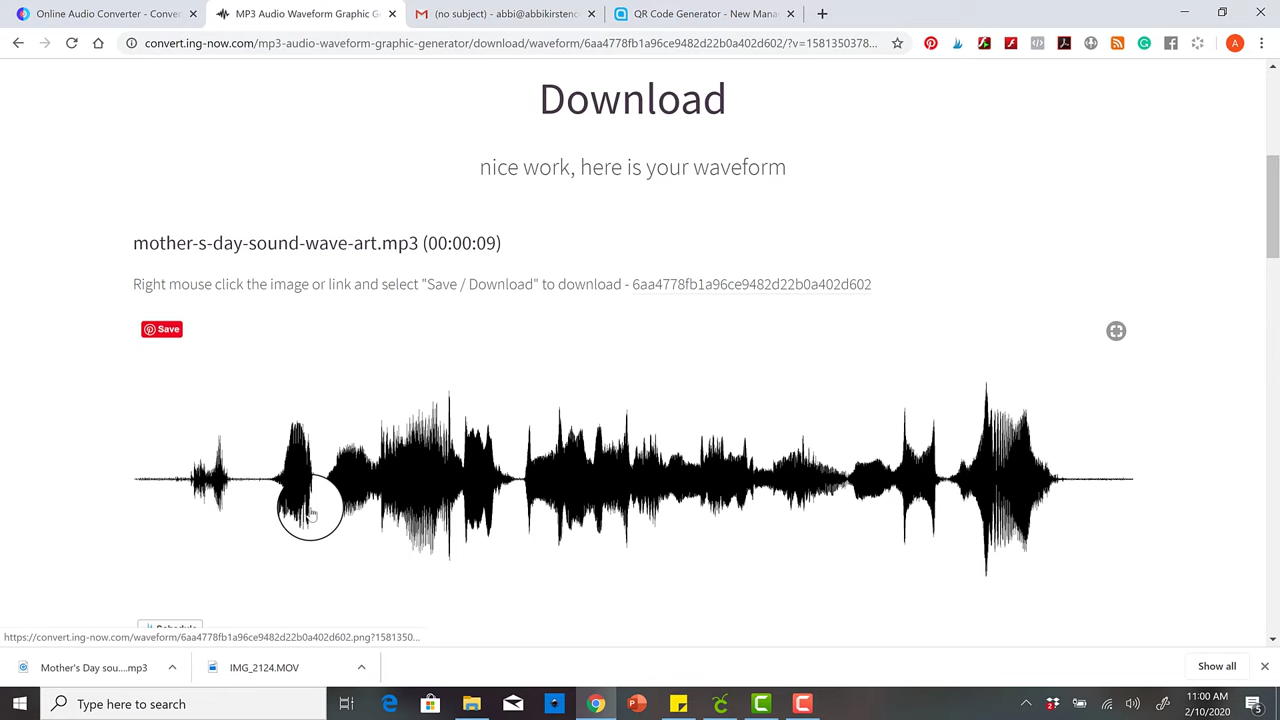 Online Audio Converter - Conver
MP3 Audio Waveform Graphic G
(no subject) - abbi@abbikirstenc
QR Code Generator - New Mana
convert.ing-now.com/mp3-audio-waveform-graphic-generator/download/waveform/6aa4778fb1a96ce9482d22b0a402d602/?v=1581350378...
A
Download
nice work, here is your waveform
mother-s-day-sound-wave-art.mp3 (00:00:09)
Right mouse click the image or link and select "Save / Download" to download - 6aa4778fb1a96ce9482d22b0a402d602
Save
Schedule
https://convert.ing-now.com/waveform/6aa4778fb1a96ce9482d22b0a402d602.png?1581350...
Mother's Day sou....mp3
IMG_2124.MOV
Show all
Type here to search
11:00 AM
2/10/2020